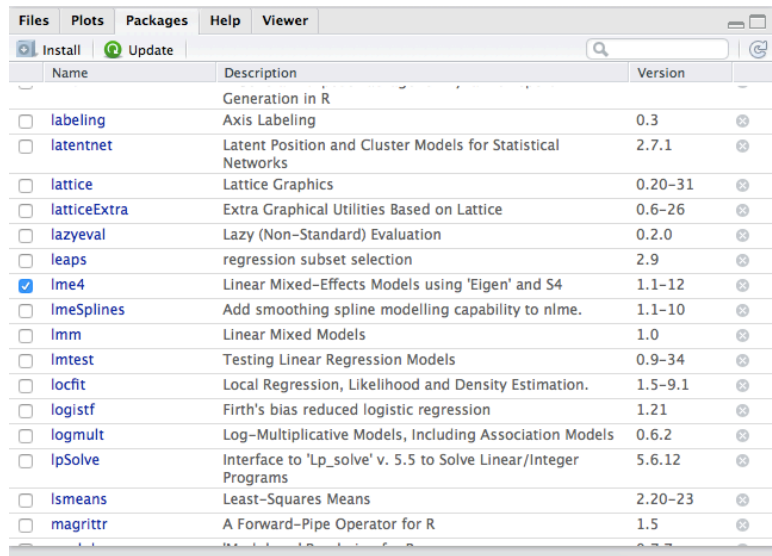 Files Plots Packages Help Viewer
Install Update
Name Description Version
Generation in R
labeling Axis Labeling 0.3
latentnet Latent Position and Cluster Models for Statistical 2.7.1
Networks
lattice Lattice Graphics 0.20-31
latticeExtra Extra Graphical Utilities Based on Lattice 0.6-26
lazyeval Lazy (Non-Standard) Evaluation 0.2.0
leaps regression subset selection 2.9
lme4 Linear Mixed-Effects Models using 'Eigen' and S4 1.1-12
lmeSplines Add smoothing spline modelling capability to nlme. 1.1-10
lmm Linear Mixed Models 1.0
lmtest Testing Linear Regression Models 0.9-34
locfit Local Regression, Likelihood and Density Estimation. 1.5-9.1
logistf Firth's bias reduced logistic regression 1.21
logmult Log-Multiplicative Models, Including Association Models 0.6.2
lpSolve Interface to 'Lp_solve' v. 5.5 to Solve Linear/Integer 5.6.12
Programs
lsmeans Least-Squares Means 2.20-23
magrittr A Forward-Pipe Operator for R 1.5